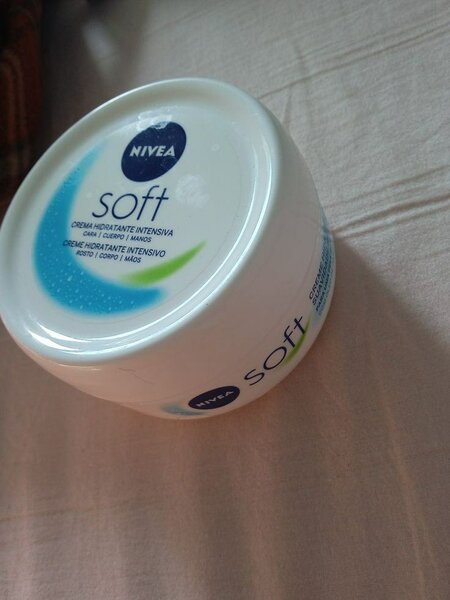 NIVEA
soft
CREMA HIDRATANTE INTENSIVA
CARA | CUERPO | MANOS
CREME HIDRATANTE INTENSIVO
ROSTO | CORPO | MÃOS
NIVEA
soft